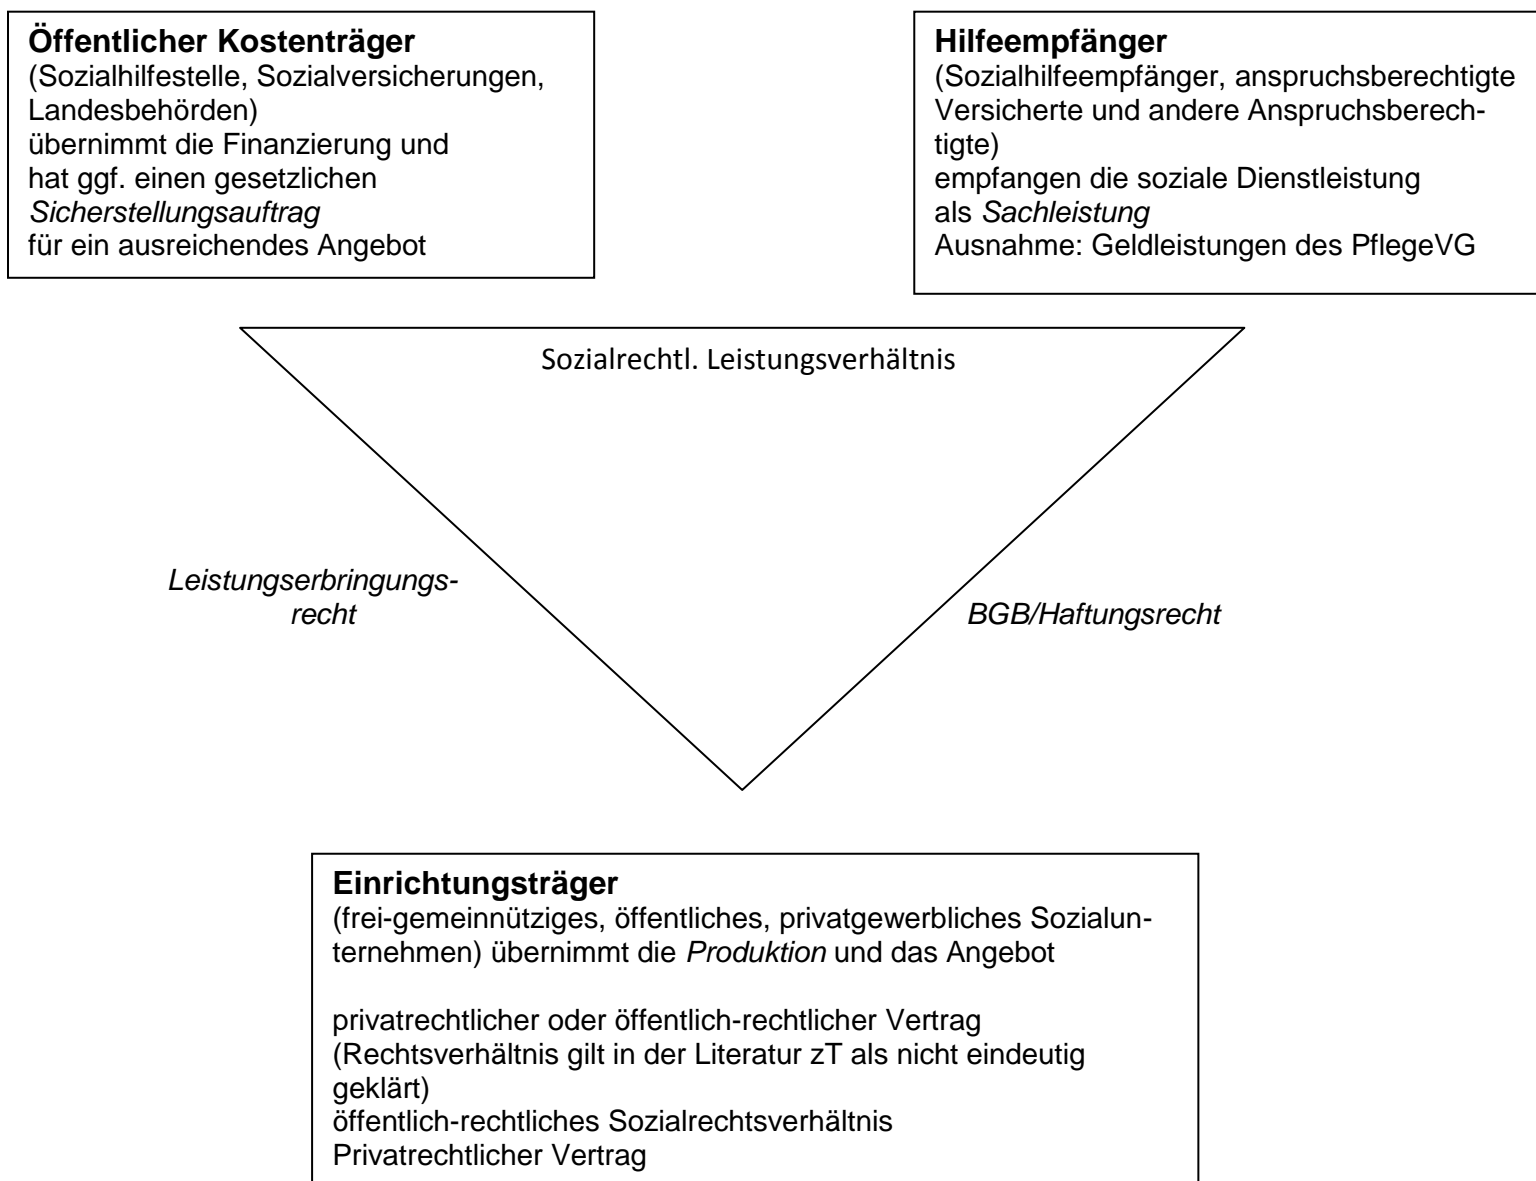 Öffentlicher Kostenträger
(Sozialhilfestelle, Sozialversicherungen,
Landesbehörden)
übernimmt die Finanzierung und
hat ggf. einen gesetzlichen
Sicherstellungsauftrag
für ein ausreichendes Angebot
Hilfeempfänger
(Sozialhilfeempfänger, anspruchsberechtigte
Versicherte und andere Anspruchsberech-
tigte)
empfangen die soziale Dienstleistung
als Sachleistung
Ausnahme: Geldleistungen des PflegeVG
Sozialrechtl. Leistungsverhältnis
Leistungserbringungs-
recht
BGB/Haftungsrecht
Einrichtungsträger
(frei-gemeinnütziges, öffentliches, privatgewerbliches Sozialun-
ternehmen) übernimmt die Produktion und das Angebot
privatrechtlicher oder öffentlich-rechtlicher Vertrag
(Rechtsverhältnis gilt in der Literatur zT als nicht eindeutig
geklärt)
öffentlich-rechtliches Sozialrechtsverhältnis
Privatrechtlicher Vertrag